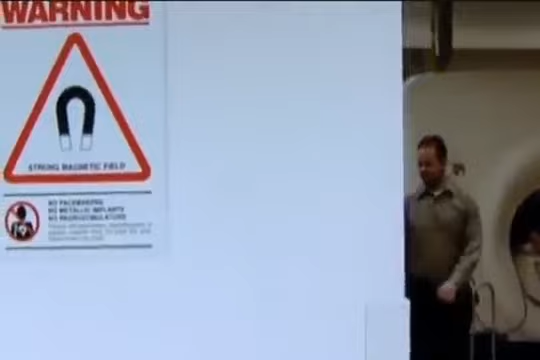 WARNING
STRONG MAGNETIC FIELD
NO PACEMAKERS
NO METALLIC IMPLANTS
NO NEUROSTIMULATORS